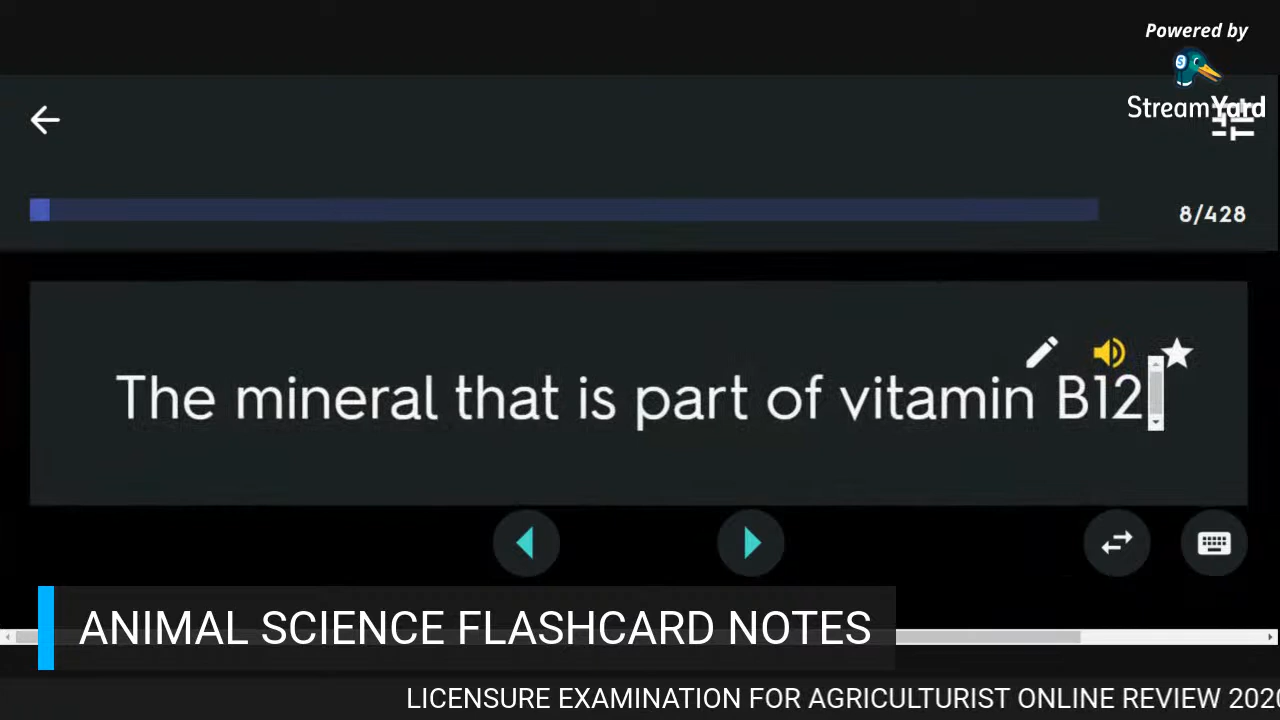 Powered by
StreamYard
8/428
The mineral that is part of vitamin B12
ANIMAL SCIENCE FLASHCARD NOTES
LICENSURE EXAMINATION FOR AGRICULTURIST ONLINE REVIEW 202